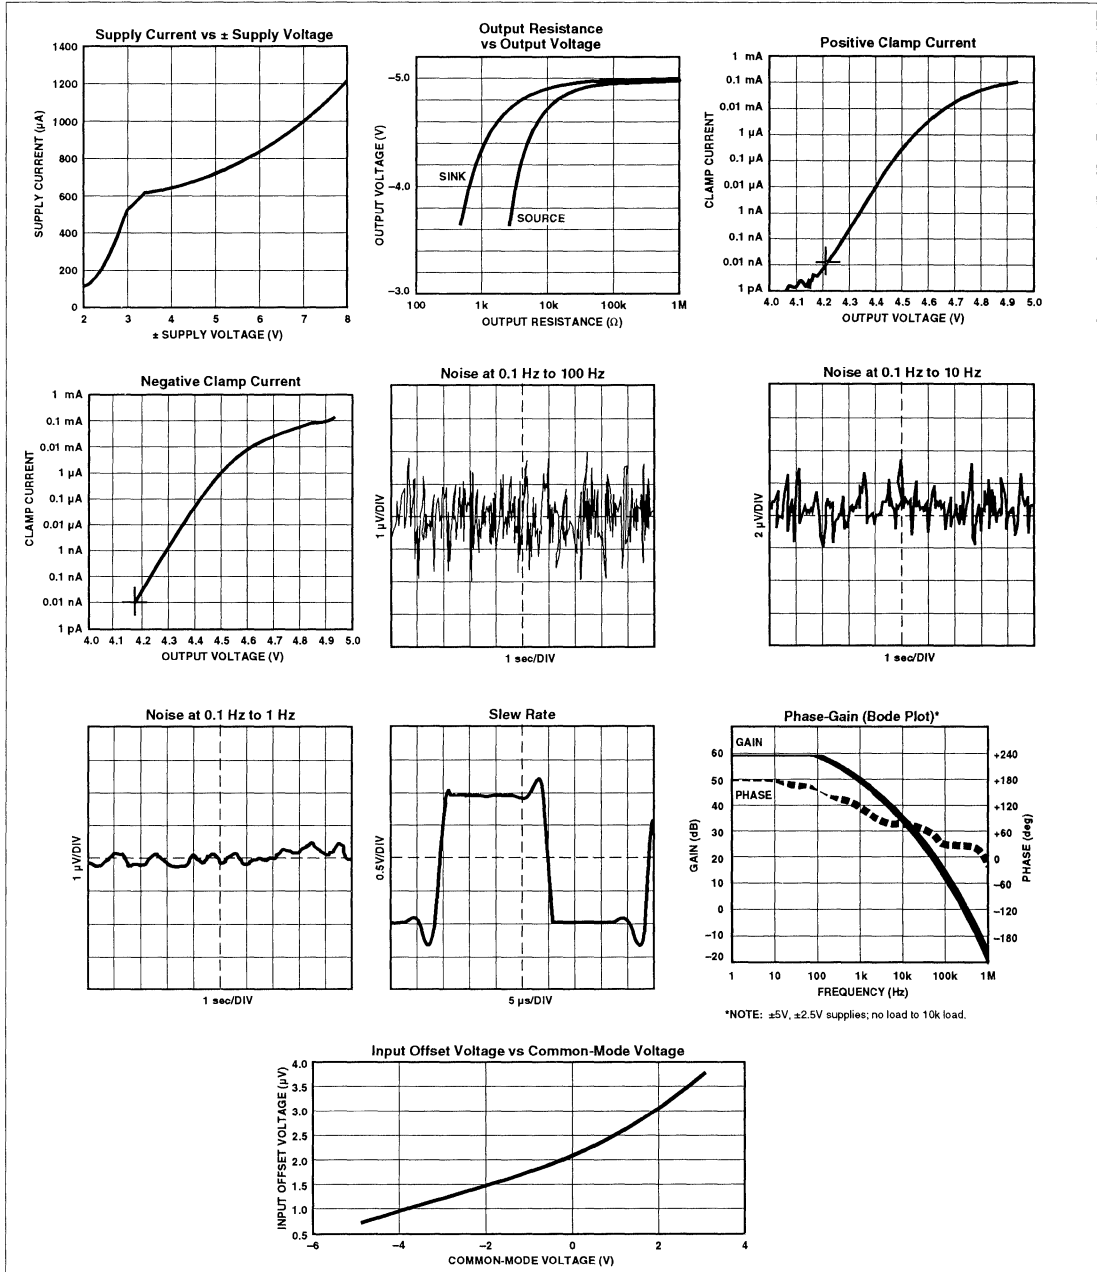 Supply Current vs ± Supply Voltage
1400
1200
1000
800
600
400
200
0
SUPPLY CURRENT (µA)
2 3 4 5 6 7 8
± SUPPLY VOLTAGE (V)
Output Resistance
vs Output Voltage
–5.0
–4.0
–3.0
OUTPUT VOLTAGE (V)
SINK
SOURCE
100 1k 10k 100k 1M
OUTPUT RESISTANCE (Ω)
Positive Clamp Current
1 mA
0.1 mA
0.01 mA
1 µA
0.1 µA
0.01 µA
1 nA
0.1 nA
0.01 nA
1 pA
CLAMP CURRENT
4.0 4.1 4.2 4.3 4.4 4.5 4.6 4.7 4.8 4.9 5.0
OUTPUT VOLTAGE (V)
Negative Clamp Current
1 mA
0.1 mA
0.01 mA
1 µA
0.1 µA
0.01 µA
1 nA
0.1 nA
0.01 nA
1 pA
CLAMP CURRENT
4.0 4.1 4.2 4.3 4.4 4.5 4.6 4.7 4.8 4.9 5.0
OUTPUT VOLTAGE (V)
Noise at 0.1 Hz to 100 Hz
1 µV/DIV
1 sec/DIV
Noise at 0.1 Hz to 10 Hz
2 µV/DIV
1 sec/DIV
Noise at 0.1 Hz to 1 Hz
1 µV/DIV
1 sec/DIV
Slew Rate
0.5V/DIV
5 µs/DIV
Phase-Gain (Bode Plot)*
GAIN
PHASE
60
50
40
30
20
10
0
–10
–20
GAIN (dB)
+240
+180
+120
+60
0
–60
–120
–180
PHASE (deg)
1 10 100 1k 10k 100k 1M
FREQUENCY (Hz)
*NOTE: ±5V, ±2.5V supplies; no load to 10k load.
Input Offset Voltage vs Common-Mode Voltage
4.0
3.5
3.0
2.5
2.0
1.5
1.0
0.5
INPUT OFFSET VOLTAGE (µV)
–6 –4 –2 0 2 4
COMMON-MODE VOLTAGE (V)